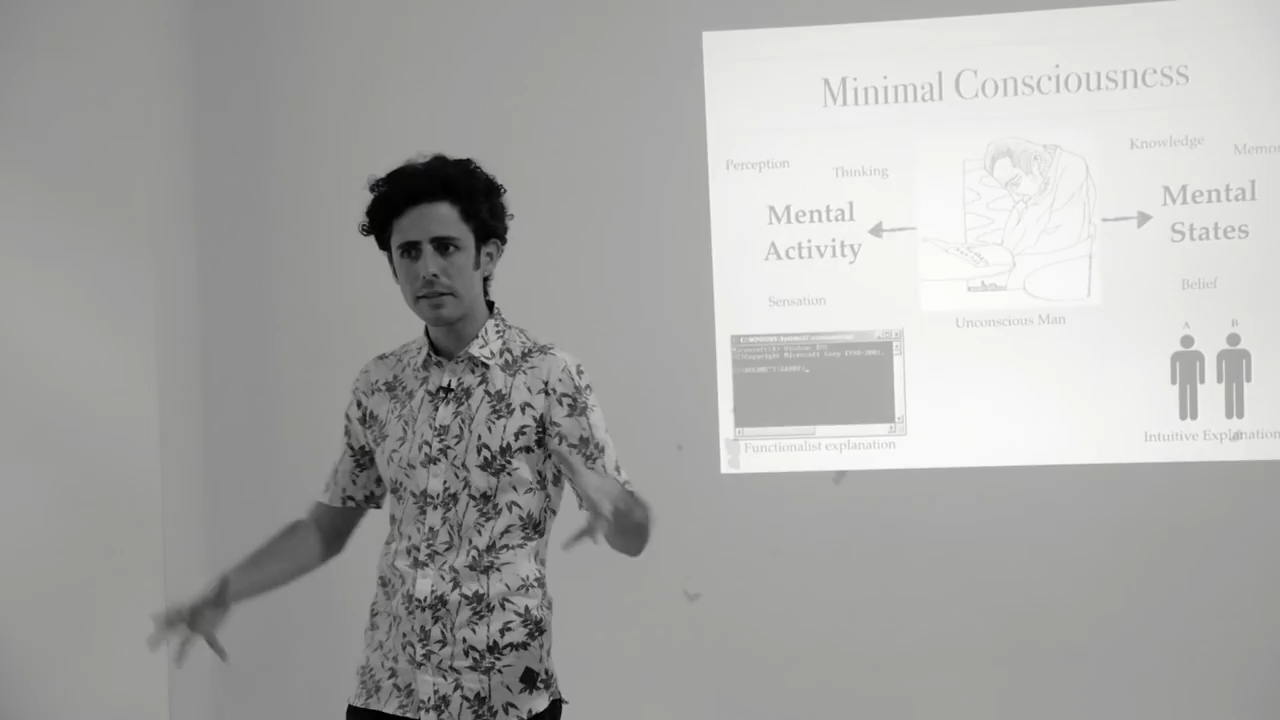 Minimal Consciousness
Perception
Thinking
Knowledge
Mental
Activity
Mental
States
Sensation
Belief
Unconscious Man
A
B
Functionalist explanation
Intuitive Explanation